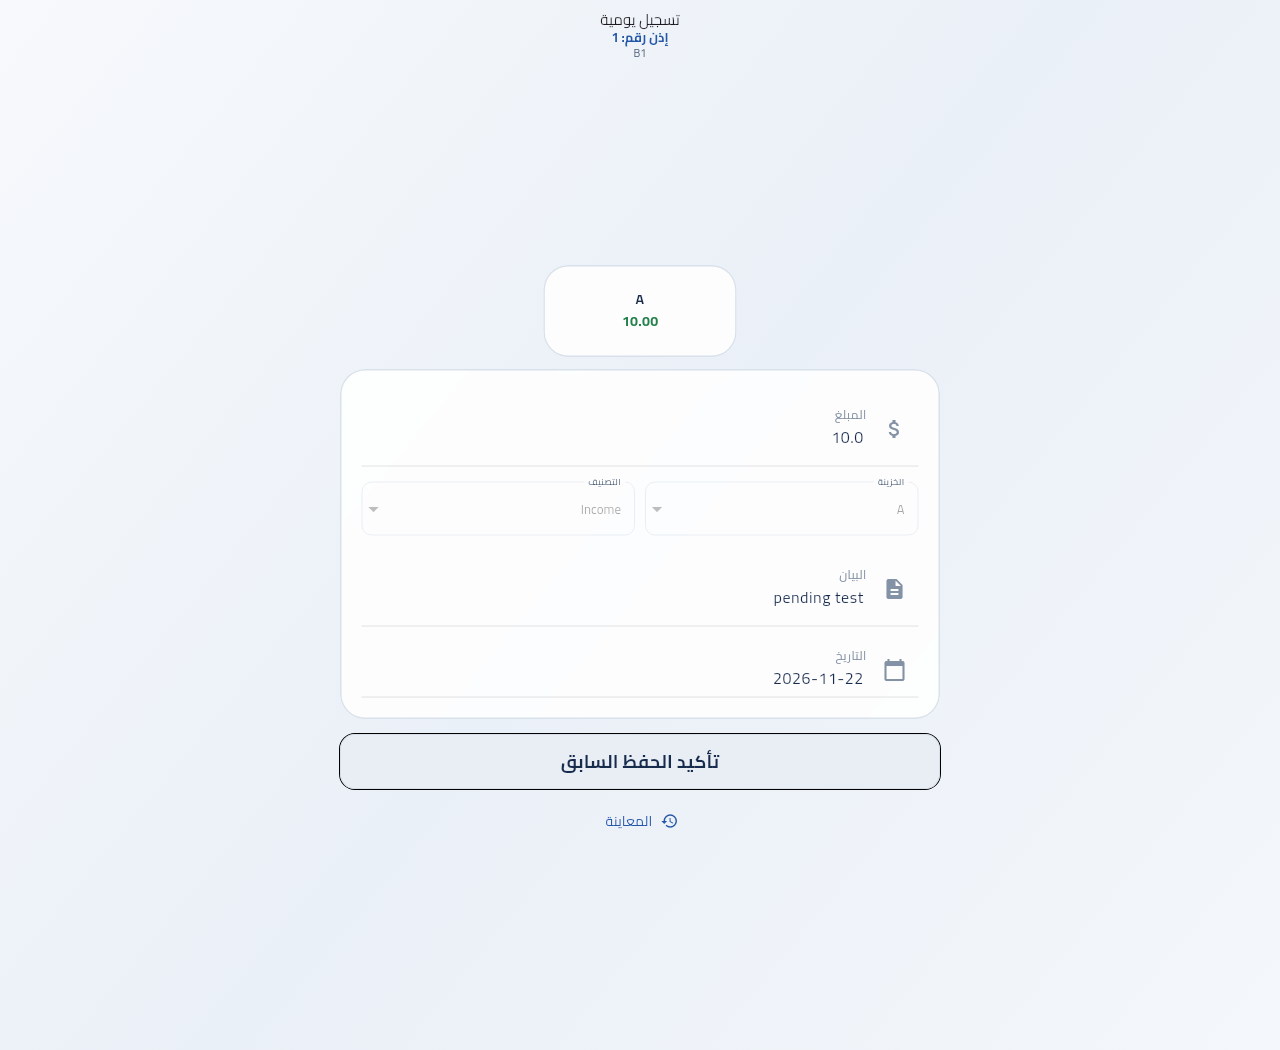 تسجيل يومية
إذن رقم: 1
B1
A
10.00
المبلغ
10.0
الخزينة
A
التصنيف
Income
البيان
pending test
التاريخ
2026-11-22
تأكيد الحفظ السابق
المعاينة